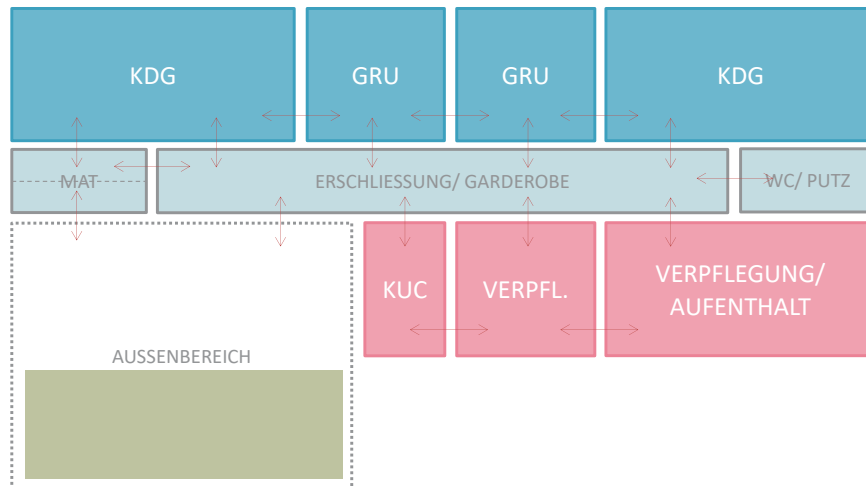 KDG
GRU
GRU
KDG
MAT
ERSCHLIESSUNG/ GARDEROBE
WC/ PUTZ
KUC
VERPFL.
VERPFLEGUNG/
AUFENTHALT
AUSSENBEREICH